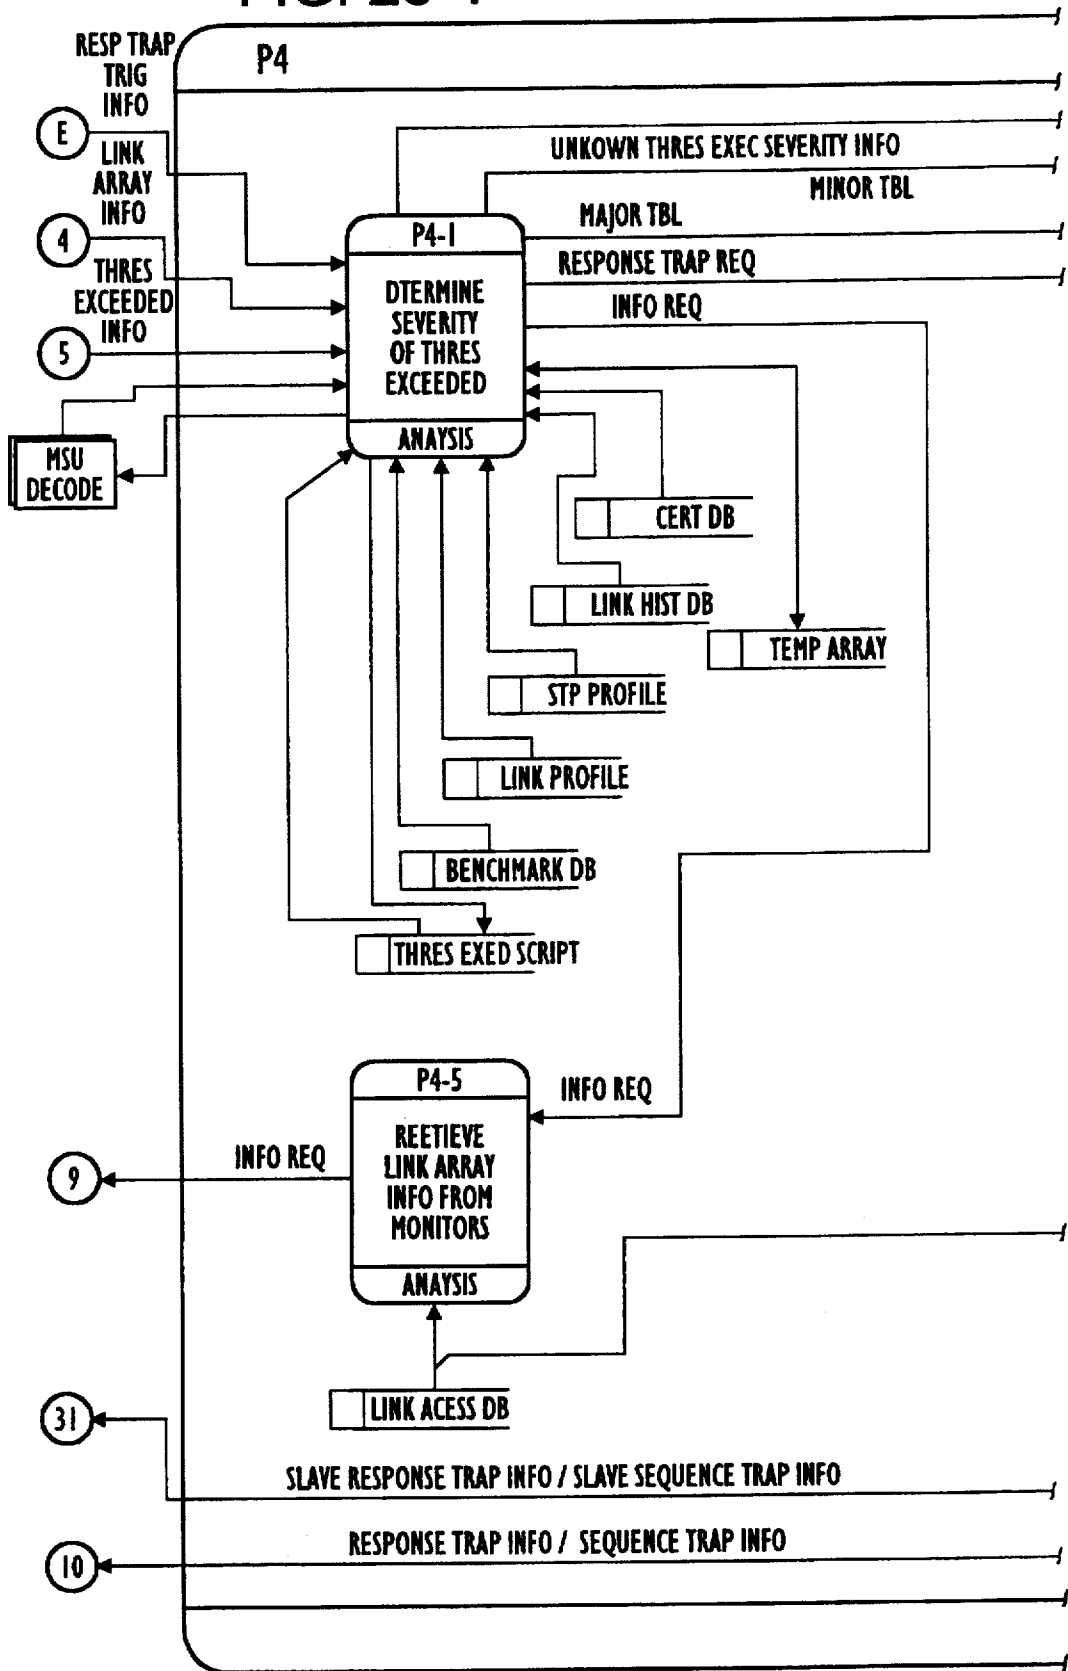 RESP TRAP
TRIG
INFO
P4
E
LINK
ARRAY
INFO
UNKOWN THRES EXEC SEVERITY INFO
MINOR TBL
4
P4-1
MAJOR TBL
THRES
EXCEEDED
INFO
RESPONSE TRAP REQ
INFO REQ
DTERMINE
SEVERITY
OF THRES
EXCEEDED
5
ANAYSIS
MSU
DECODE
CERT DB
LINK HIST DB
TEMP ARRAY
STP PROFILE
LINK PROFILE
BENCHMARK DB
THRES EXED SCRIPT
P4-5
INFO REQ
REETIEVE
LINK ARRAY
INFO FROM
MONITORS
INFO REQ
9
ANAYSIS
LINK ACESS DB
31
SLAVE RESPONSE TRAP INFO / SLAVE SEQUENCE TRAP INFO
RESPONSE TRAP INFO / SEQUENCE TRAP INFO
10